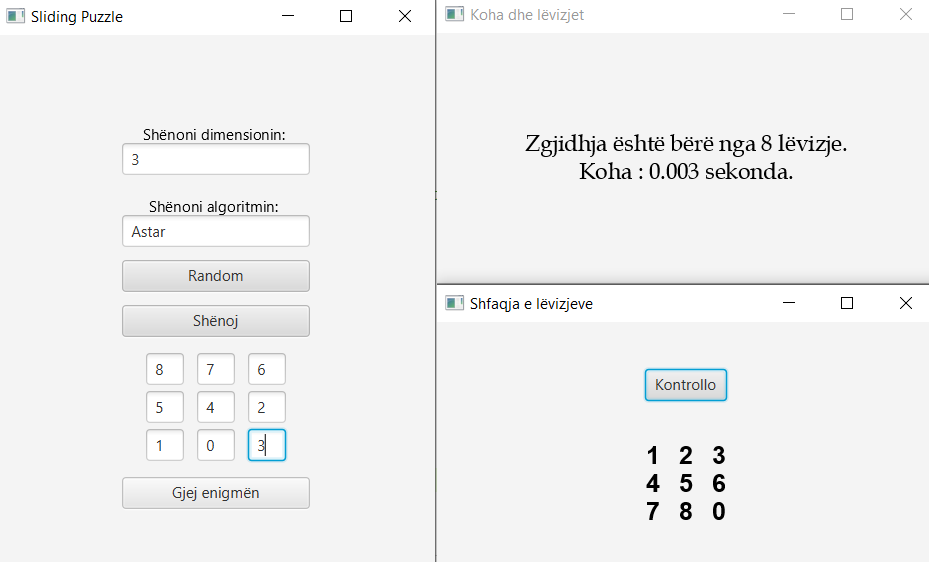 Sliding Puzzle
Shënoni dimensionin:
3
Shënoni algoritmin:
Astar
Random
Shënoj
8 7 6
5 4 2
1 0 3
Gjej enigmën
Koha dhe lëvizjet
Zgjidhja është bërë nga 8 lëvizje.
Koha : 0.003 sekonda.
Shfaqja e lëvizjeve
Kontrollo
1 2 3
4 5 6
7 8 0